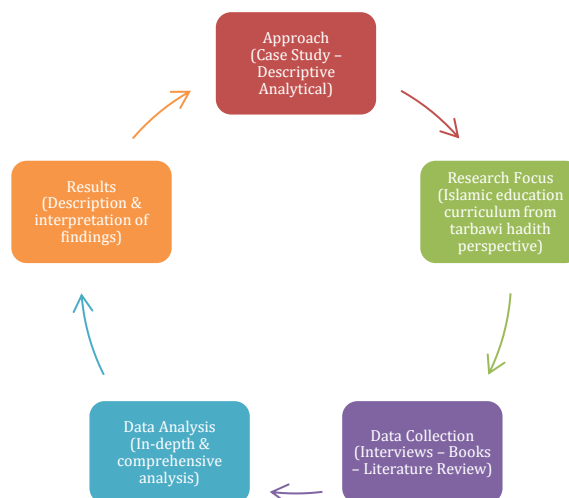 Approach
(Case Study –
Descriptive
Analytical)
Research Focus
(Islamic education
curriculum from
tarbawi hadith
perspective)
Data Collection
(Interviews – Books
– Literature Review)
Data Analysis
(In-depth &
comprehensive
analysis)
Results
(Description &
interpretation of
findings)